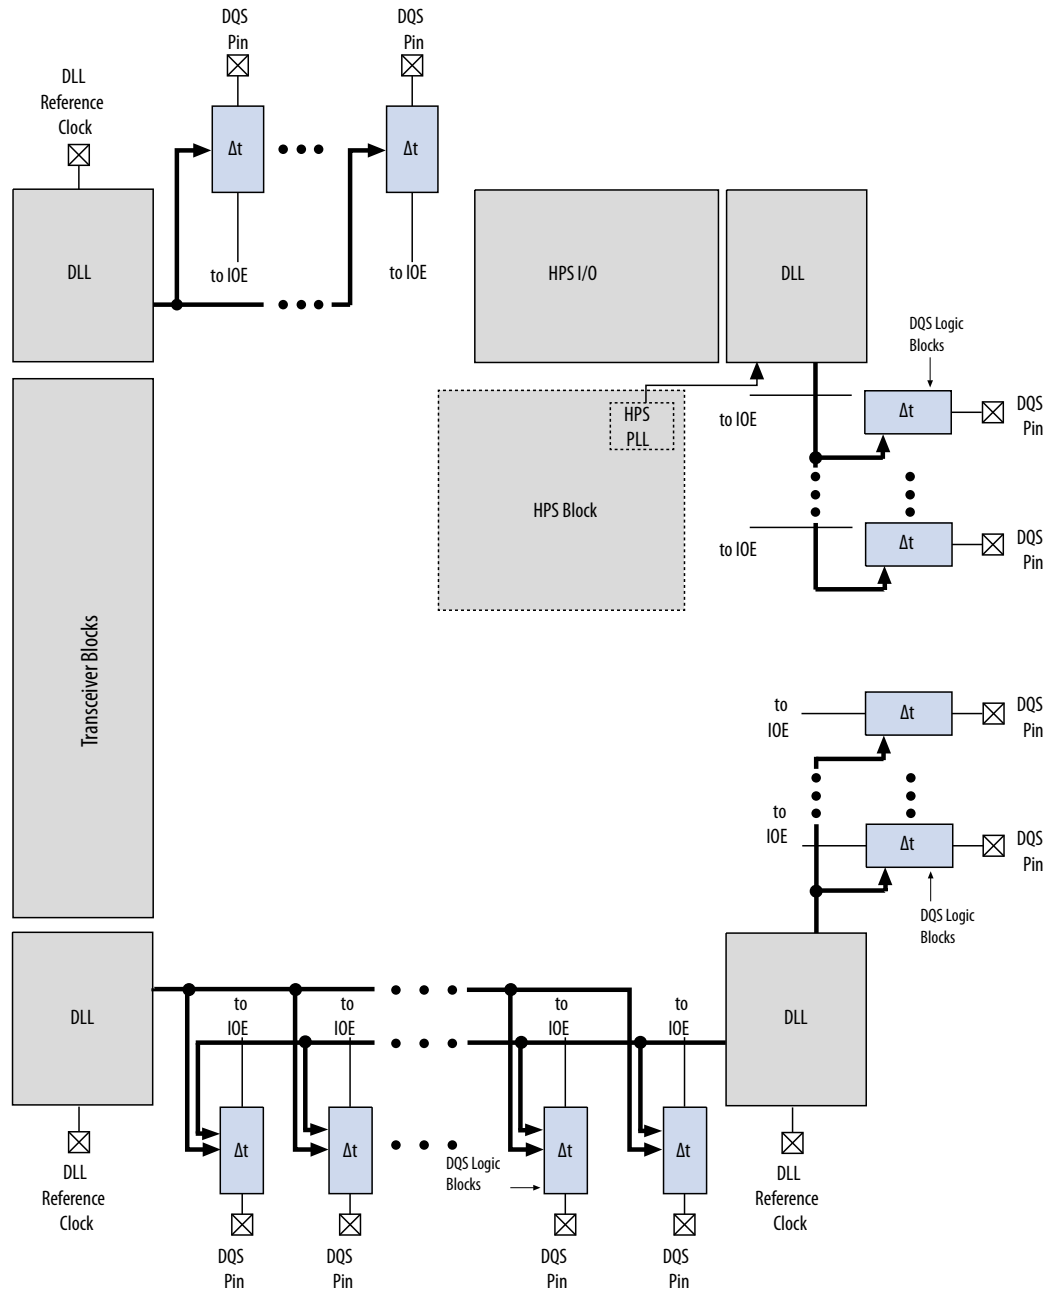 DQS
Pin
DQS
Pin
DLL
Reference
Clock
Δt
Δt
DLL
to IOE
to IOE
HPS I/O
DLL
DQS Logic
Blocks
HPS
PLL
to IOE
Δt
DQS
Pin
HPS Block
to IOE
Δt
DQS
Pin
Transceiver Blocks
to
IOE
Δt
DQS
Pin
to
IOE
Δt
DQS
Pin
DQS Logic
Blocks
DLL
to
IOE
to
IOE
to
IOE
to
IOE
DLL
Δt
Δt
DQS Logic
Blocks
Δt
Δt
DLL
Reference
Clock
DLL
Reference
Clock
DQS
Pin
DQS
Pin
DQS
Pin
DQS
Pin